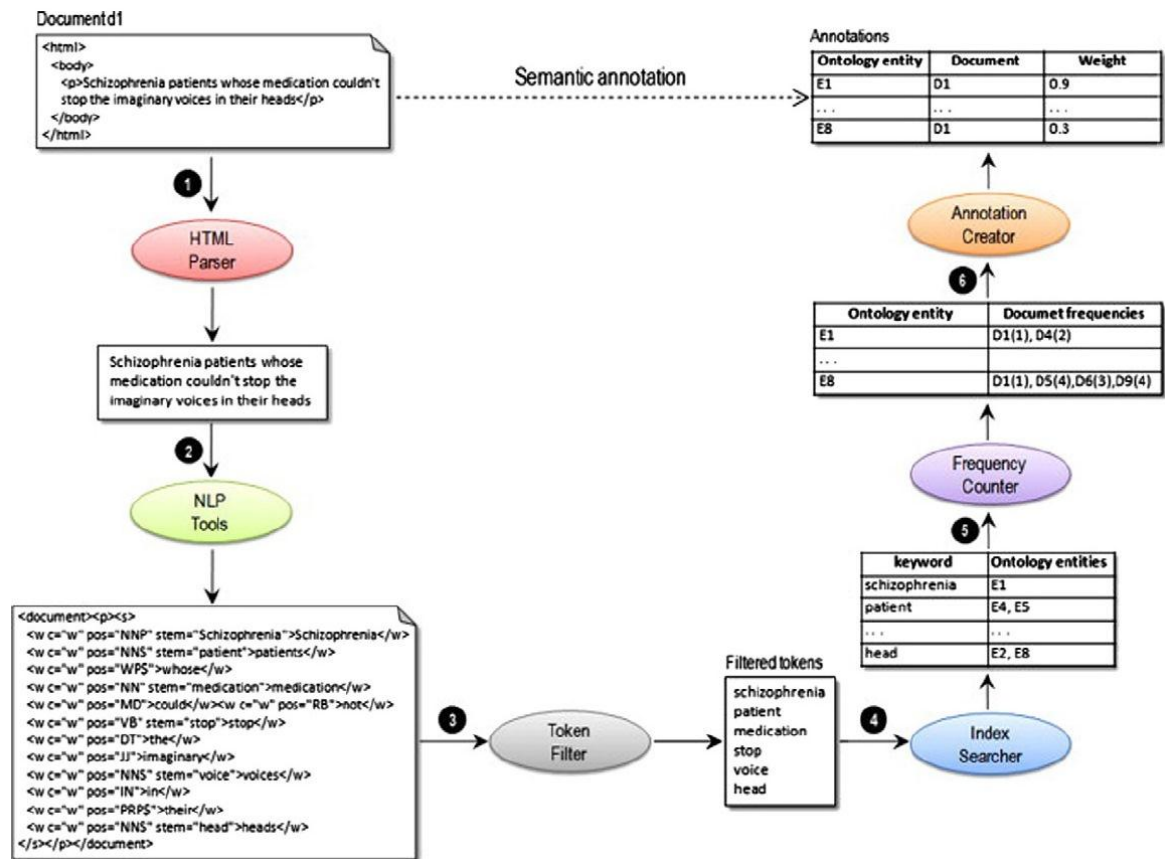 Document d1
<html>
<body>
<p>Schizophrenia patients whose medication couldn't
stop the imaginary voices in their heads</p>
</body>
</html>
Semantic annotation
Annotations
Ontology entity Document Weight
E1 D1 0.9
... ... ...
E8 D1 0.3
1
HTML
Parser
Schizophrenia patients whose
medication couldn't stop the
imaginary voices in their heads
2
NLP
Tools
<document><p><s>
<w c="w" pos="NNP" stem="Schizophrenia">Schizophrenia</w>
<w c="w" pos="NNS" stem="patient">patients</w>
<w c="w" pos="WP$">whose</w>
<w c="w" pos="NN" stem="medication">medication</w>
<w c="w" pos="MD">could</w><w c="w" pos="RB">not</w>
<w c="w" pos="VB" stem="stop">stop</w>
<w c="w" pos="DT">the</w>
<w c="w" pos="JJ">imaginary</w>
<w c="w" pos="NNS" stem="voice">voices</w>
<w c="w" pos="IN">in</w>
<w c="w" pos="PRP$">their</w>
<w c="w" pos="NNS" stem="head">heads</w>
</s></p></document>
3
Token
Filter
Filtered tokens
schizophrenia
patient
medication
stop
voice
head
4
Index
Searcher
keyword Ontology entities
schizophrenia E1
patient E4, E5
... ...
head E2, E8
5
Frequency
Counter
Ontology entity Documet frequencies
E1 D1(1), D4(2)
...
E8 D1(1), D5(4),D6(3),D9(4)
6
Annotation
Creator